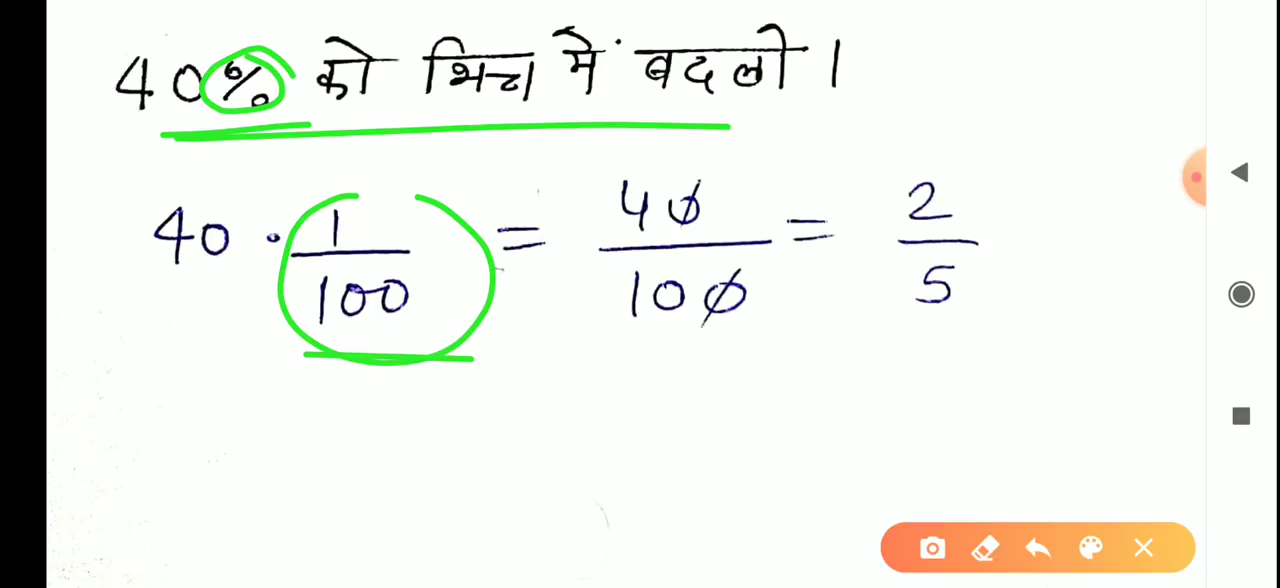 40% को भिन्न में बदलो ।
40 · 1/100 = 40/100 = 2/5